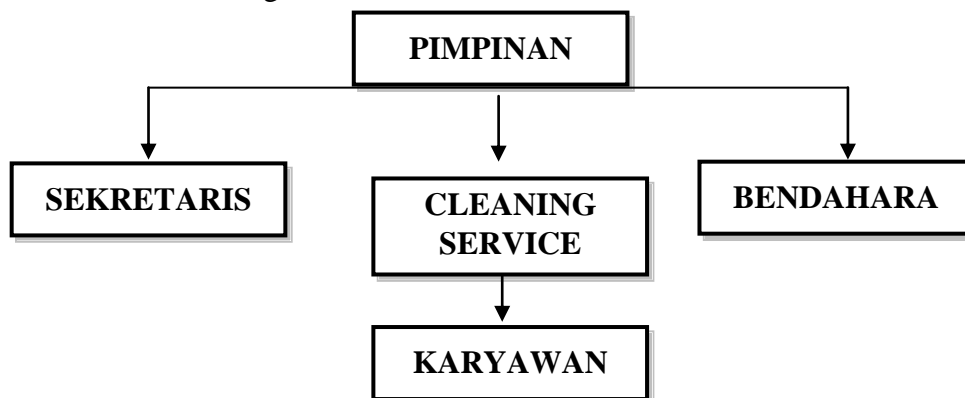 PIMPINAN
SEKRETARIS
CLEANING
SERVICE
BENDAHARA
KARYAWAN